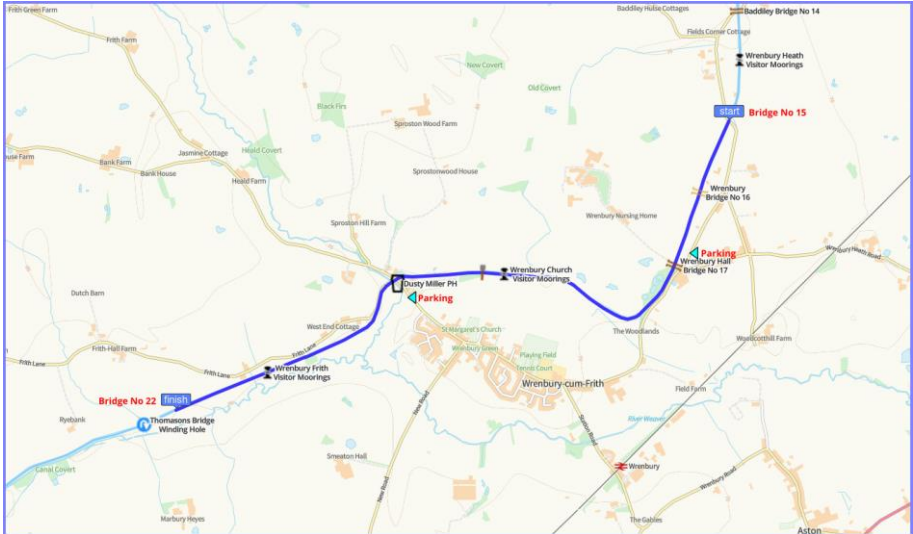 Frith Green Farm
Frith Farm
New Covert
Baddiley Hulse Cottages
Baddiley Bridge No 14
Fields Corner Cottage
Wrenbury Heath
Visitor Moorings
Old Covert
Black Firs
Sproston Wood Farm
start
Bridge No 15
Jasmine Cottage
Heald Covert
Bank Farm
Bank House
Heald Farm
Sprostonwood House
Wrenbury
Bridge No 16
Wrenbury Nursing Home
Sproston Hill Farm
Parking
Wrenbury Heath Road
Wrenbury Hall
Bridge No 17
Wrenbury Church
Visitor Moorings
Dusty Miller PH
Parking
Dutch Barn
West End Cottage
St Margaret's Church
The Woodlands
Woodcotthill Farm
Frith Lane
Frith-Hall Farm
Frith Lane
Wrenbury Green
Playing Field
Tennis Court
Frith Lane
Wrenbury Frith
Visitor Moorings
Wrenbury-cum-Frith
Field Farm
Bridge No 22
finish
New Road
Ryebank
Thomasons Bridge
Winding Hole
River Weaver
Station Road
Smeaton Hall
Canal Covert
Wrenbury
New Road
Wrenbury Road
Marbury Heyes
The Gables
Aston